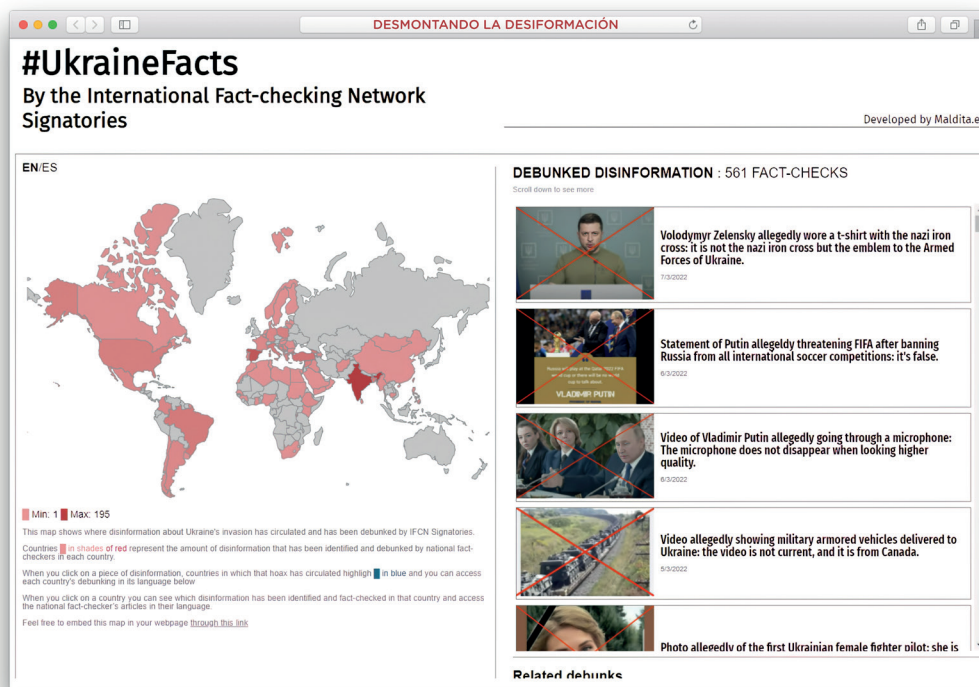 DESMONTANDO LA DESIFORMACIÓN
#UkraineFacts
By the International Fact-checking Network
Signatories
Developed by Maldita.e
EN/ES
Min: 1 Max: 195
This map shows where disinformation about Ukraine's invasion has circulated and has been debunked by IFCN Signatories.
Countries in shades of red represent the amount of disinformation that has been identified and debunked by national fact-
checkers in each country.
When you click on a piece of disinformation, countries in which that hoax has circulated highligh in blue and you can access
each country's debunking in its language below
When you click on a country you can see which disinformation has been identified and fact-checked in that country and access
the national fact-checker's articles in their language.
Feel free to embed this map in your webpage through this link
DEBUNKED DISINFORMATION : 561 FACT-CHECKS
Scroll down to see more
Volodymyr Zelensky allegedly wore a t-shirt with the nazi iron
cross: it is not the nazi iron cross but the emblem to the Armed
Forces of Ukraine.
7/3/2022
VLADIMIR PUTIN
Statement of Putin allegeldy threatening FIFA after banning
Russia from all international soccer competitions: it's false.
6/3/2022
Video of Vladimir Putin allegedly going through a microphone:
The microphone does not disappear when looking higher
quality.
6/3/2022
Video allegedly showing military armored vehicles delivered to
Ukraine: the video is not current, and it is from Canada.
5/3/2022
Photo allegedly of the first Ukrainian female fighter pilot: she is
Related debunks